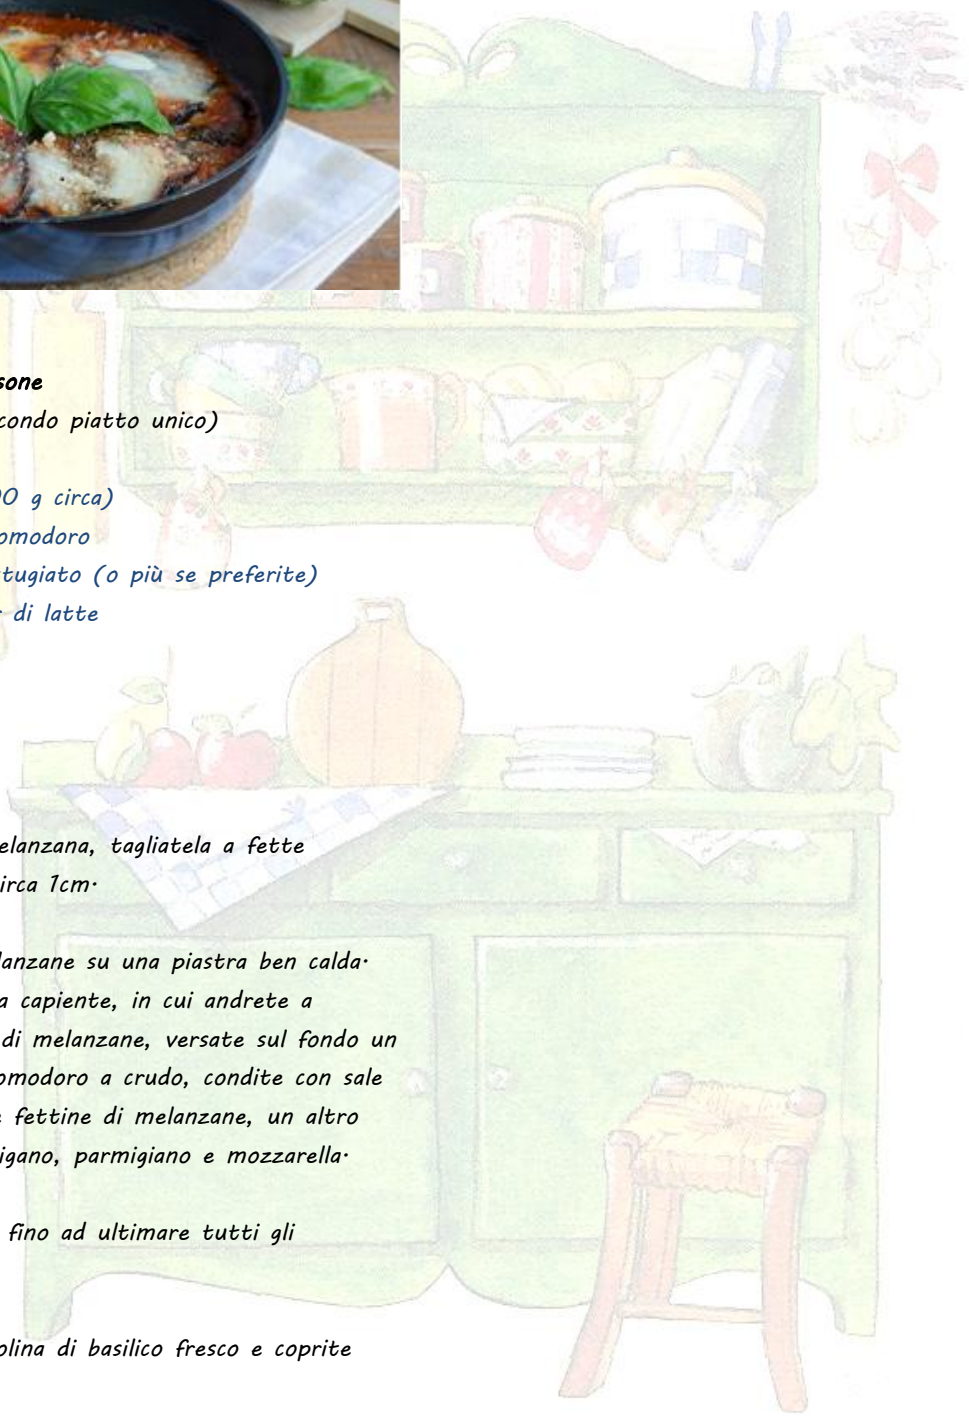 sone
condo piatto unico)
00 g circa)
omodoro
ttugiato (o più se preferite)
r di latte
elanzana, tagliatela a fette
irca 1cm.
lanzane su una piastra ben calda.
a capiente, in cui andrete a
di melanzane, versate sul fondo un
omodoro a crudo, condite con sale
e fettine di melanzane, un altro
igano, parmigiano e mozzarella.
fino ad ultimare tutti gli
olina di basilico fresco e coprite